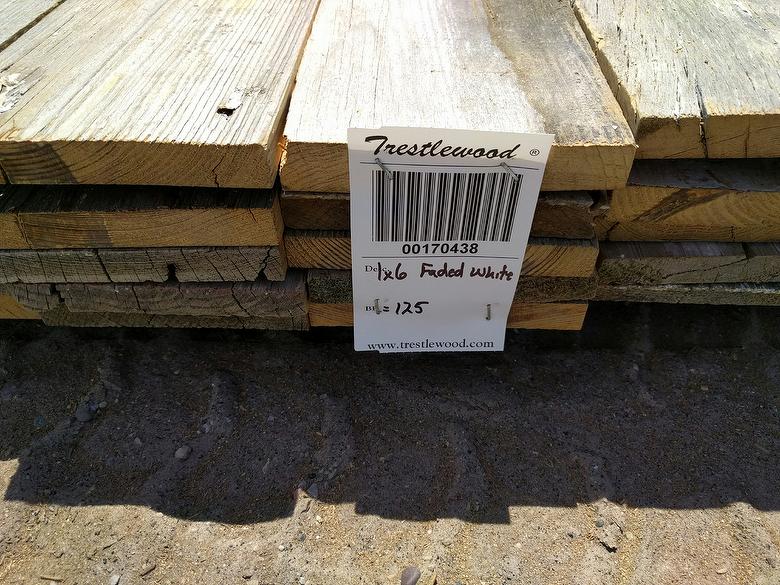 Trestlewood ®
00170438
1x6 Faded White
= 125
www.trestlewood.com